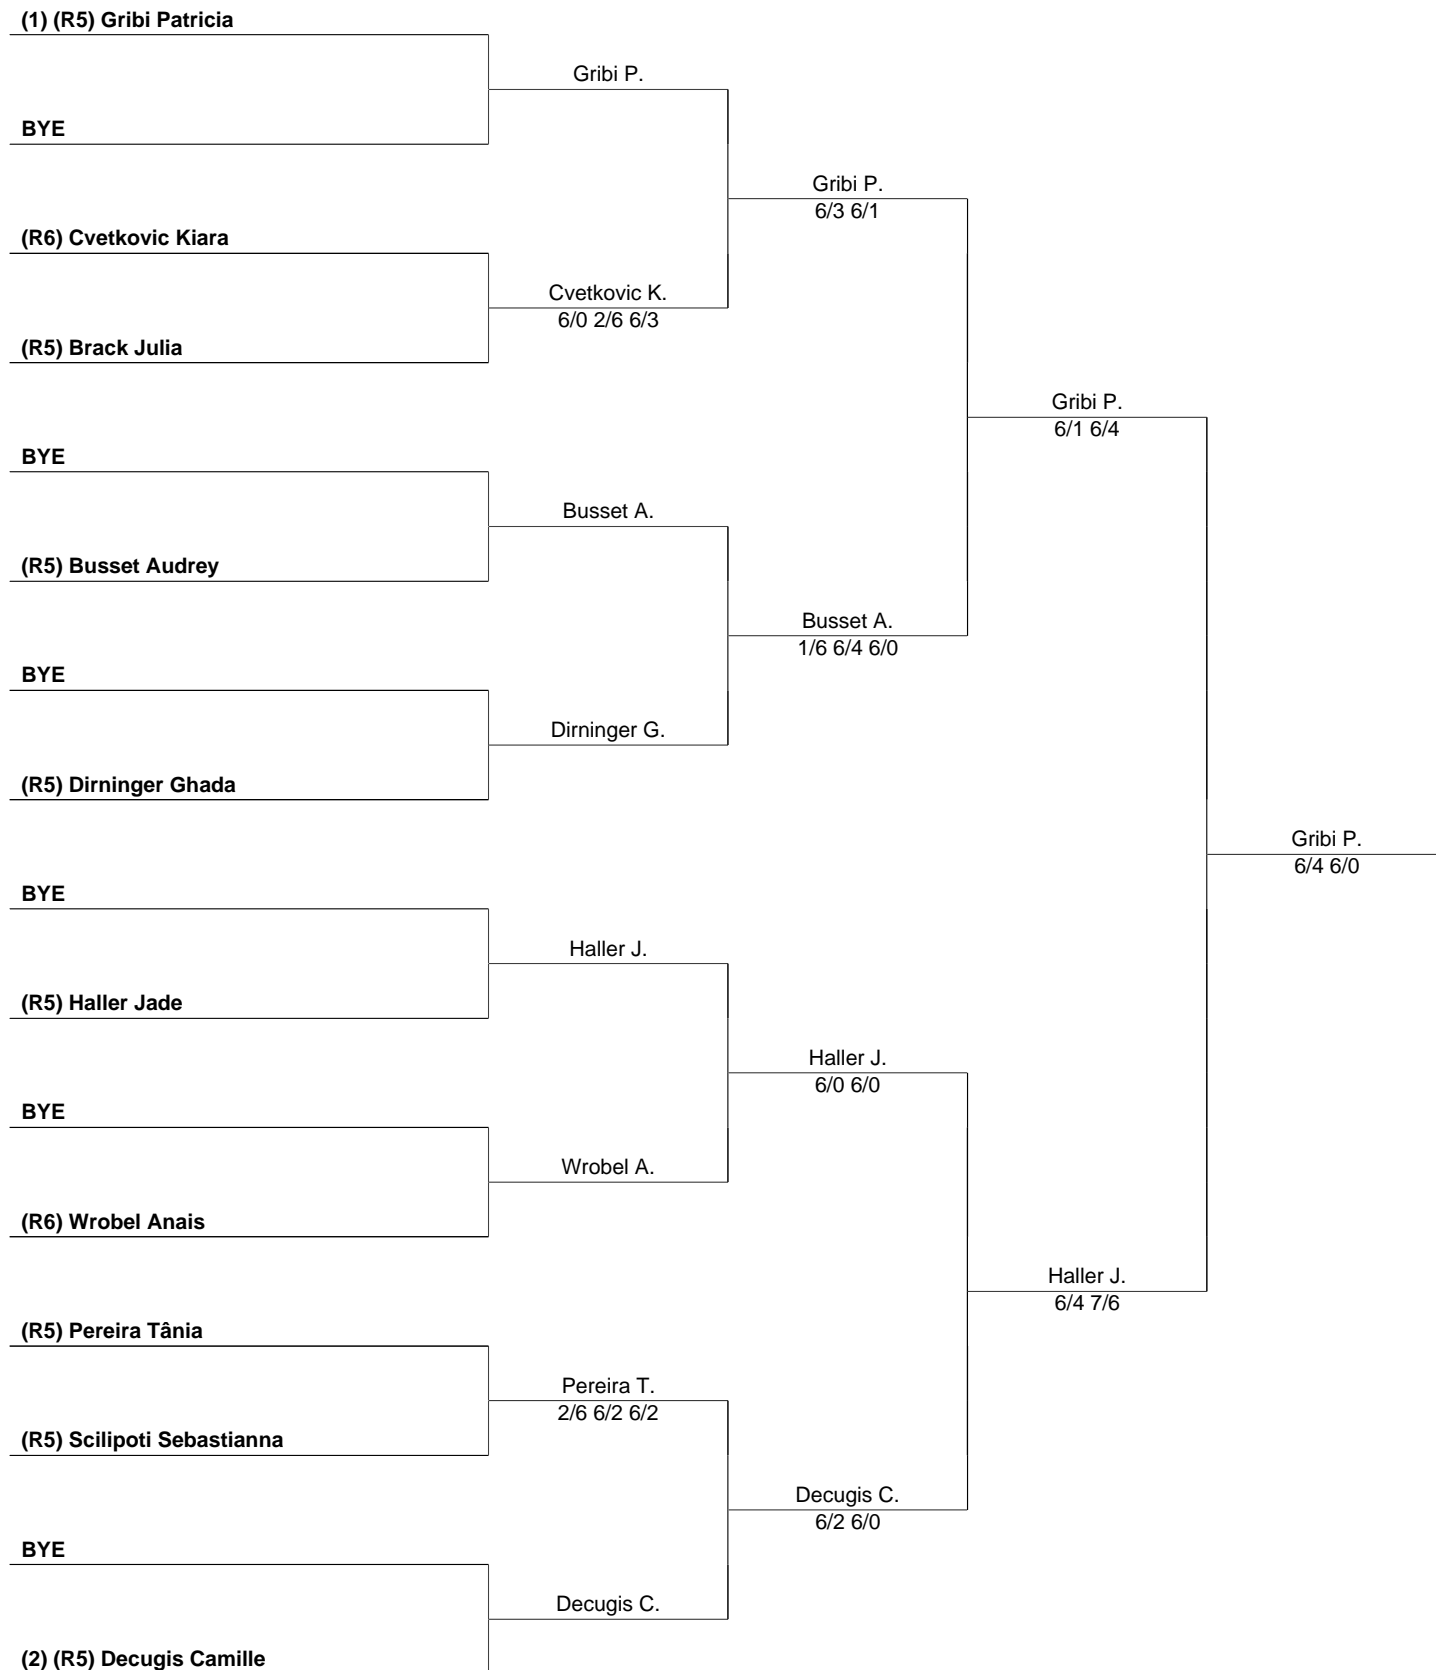 (1) (R5) Gribi Patricia
Gribi P.
BYE
Gribi P.
6/3 6/1
(R6) Cvetkovic Kiara
Cvetkovic K.
6/0 2/6 6/3
(R5) Brack Julia
Gribi P.
6/1 6/4
BYE
Busset A.
(R5) Busset Audrey
Busset A.
1/6 6/4 6/0
BYE
Dirninger G.
(R5) Dirninger Ghada
Gribi P.
6/4 6/0
BYE
Haller J.
(R5) Haller Jade
Haller J.
6/0 6/0
BYE
Wrobel A.
(R6) Wrobel Anais
Haller J.
6/4 7/6
(R5) Pereira Tânia
Pereira T.
2/6 6/2 6/2
(R5) Scilipoti Sebastianna
Decugis C.
6/2 6/0
BYE
Decugis C.
(2) (R5) Decugis Camille